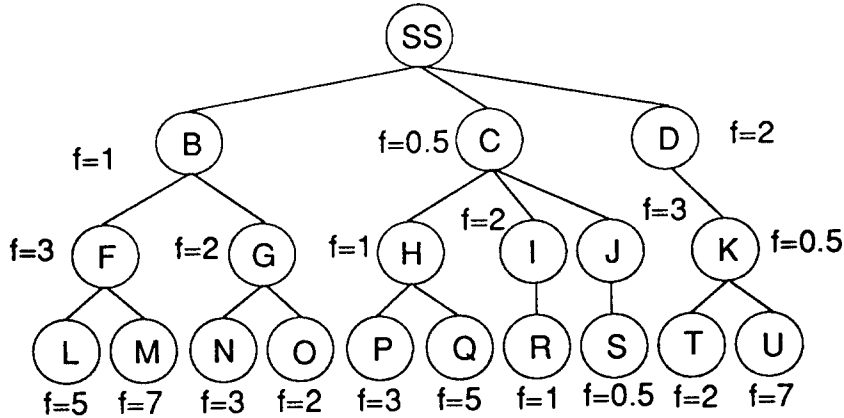 SS
f=1 B f=0.5 C D f=2
f=3 F f=2 G f=1 H f=2 I J f=3 K f=0.5
L M N O P Q R S T U
f=5 f=7 f=3 f=2 f=3 f=5 f=1 f=0.5 f=2 f=7